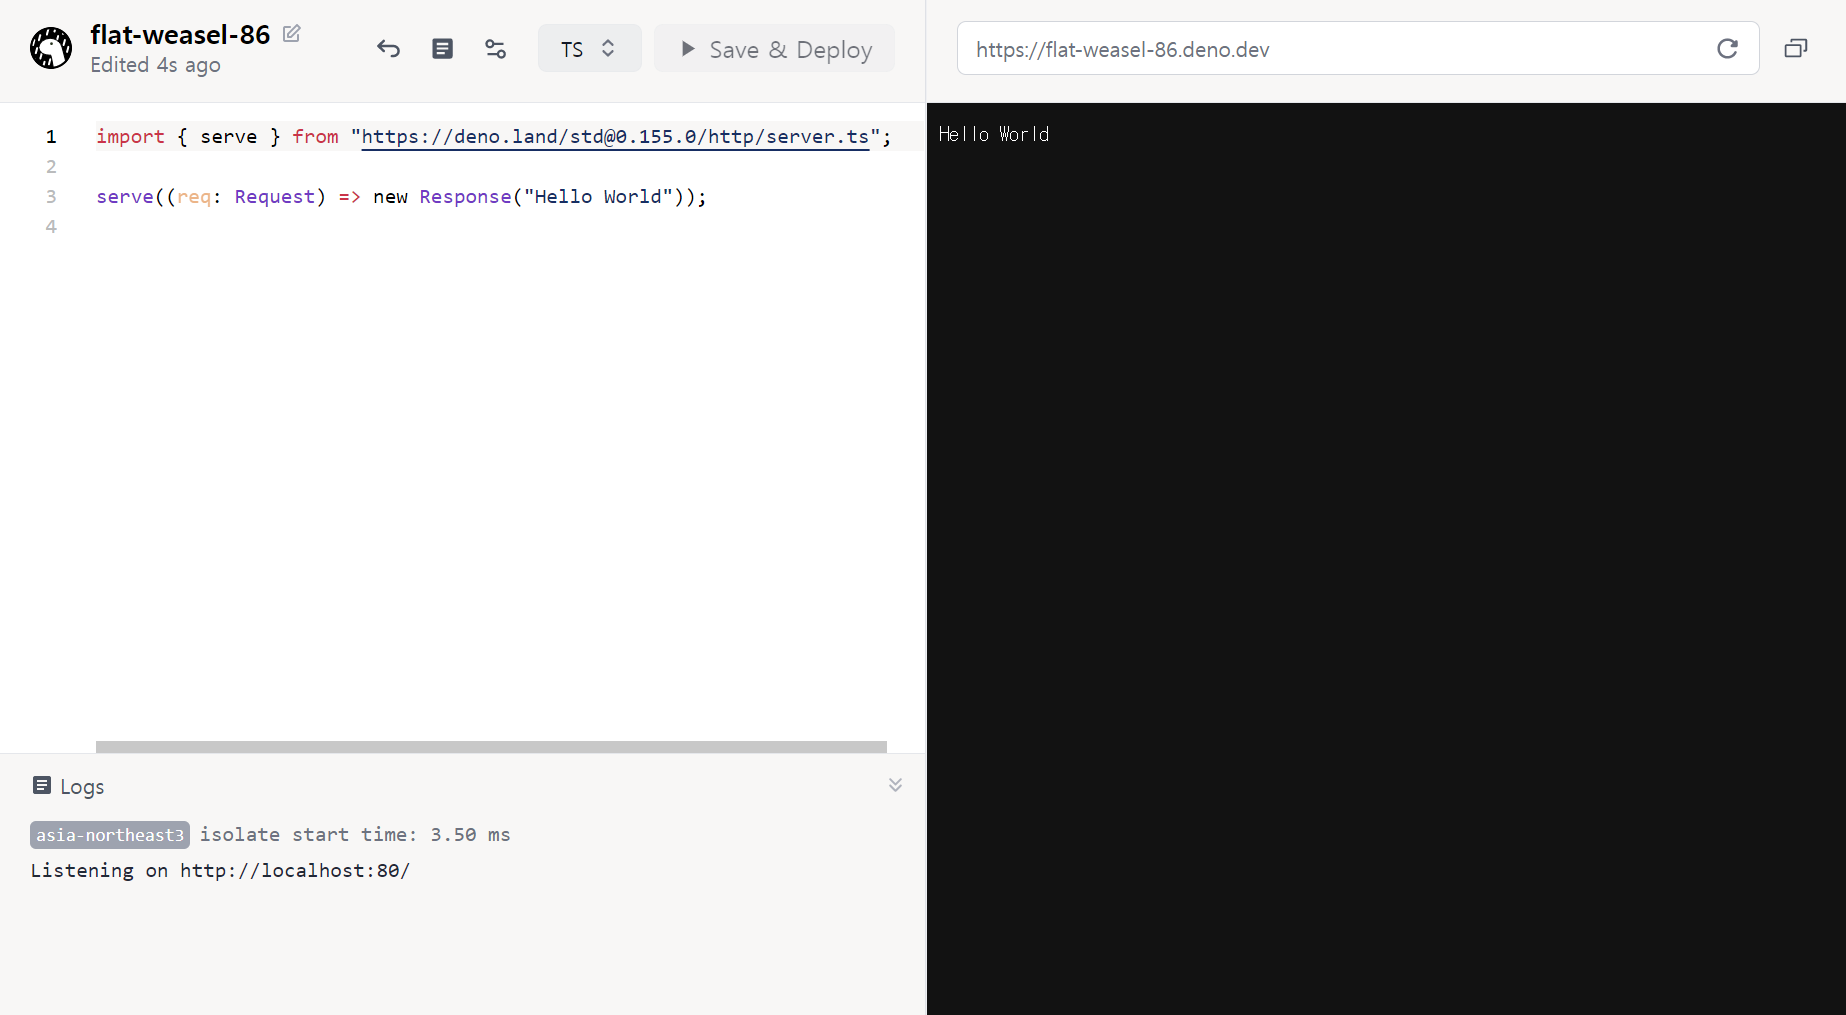 flat-weasel-86
Edited 4s ago
TS
Save & Deploy
https://flat-weasel-86.deno.dev
1 import { serve } from "https://deno.land/std@0.155.0/http/server.ts";
2
3 serve((req: Request) => new Response("Hello World"));
4
Hello World
Logs
asia-northeast3 isolate start time: 3.50 ms
Listening on http://localhost:80/